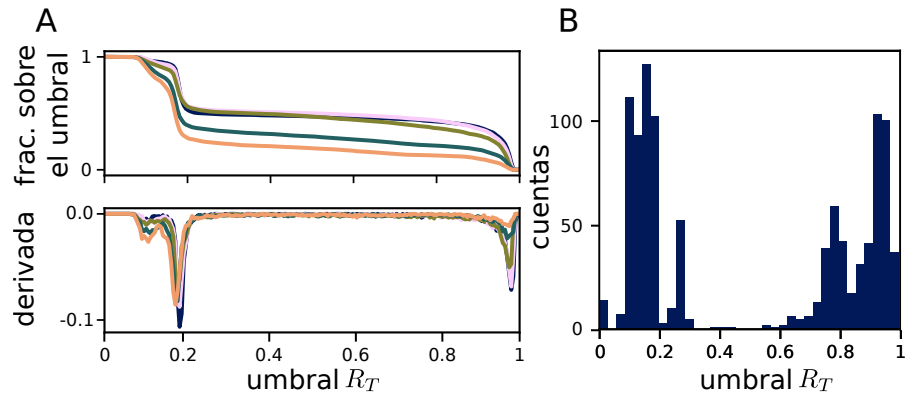 A
frac. sobre
el umbral
1
0
derivada
0.0
-0.1
0
0.2
0.4
0.6
0.8
1
umbral R_T
B
cuentas
100
50
0
0
0.2
0.4
0.6
0.8
1
umbral R_T